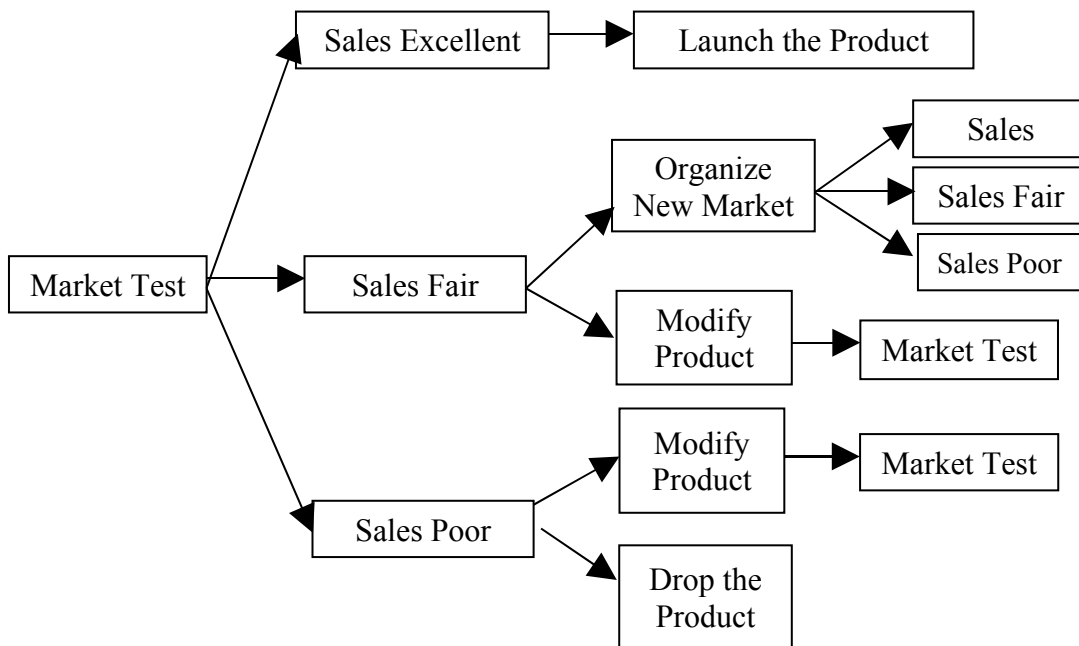 Sales Excellent
Launch the Product
Sales
Organize
New Market
Sales Fair
Sales Poor
Market Test
Sales Fair
Modify
Product
Market Test
Modify
Product
Market Test
Sales Poor
Drop the
Product